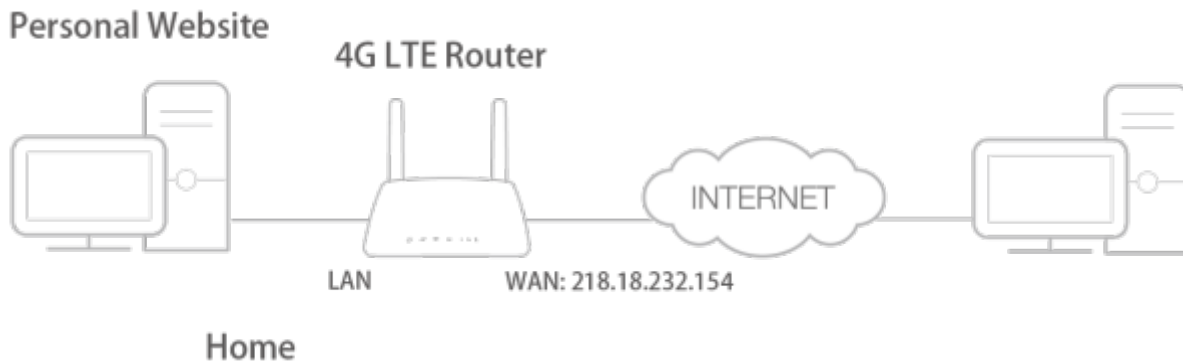 Personal Website
4G LTE Router
INTERNET
LAN
WAN: 218.18.232.154
Home